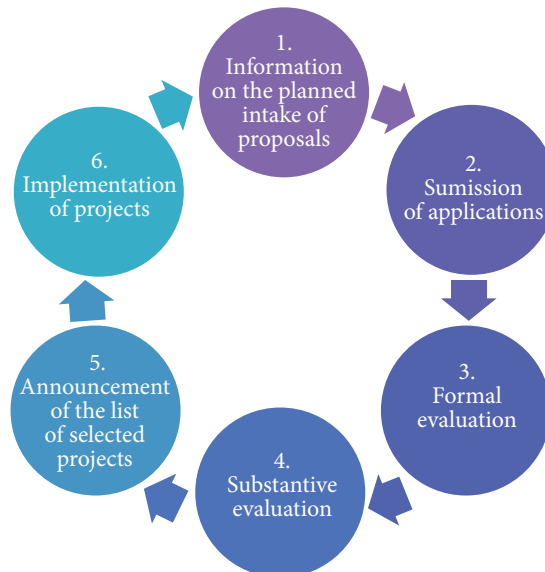 1.
Information
on the planned
intake of
proposals
2.
Sumission
of applications
3.
Formal
evaluation
4.
Substantive
evaluation
5.
Announcement
of the list
of selected
projects
6.
Implementation
of projects